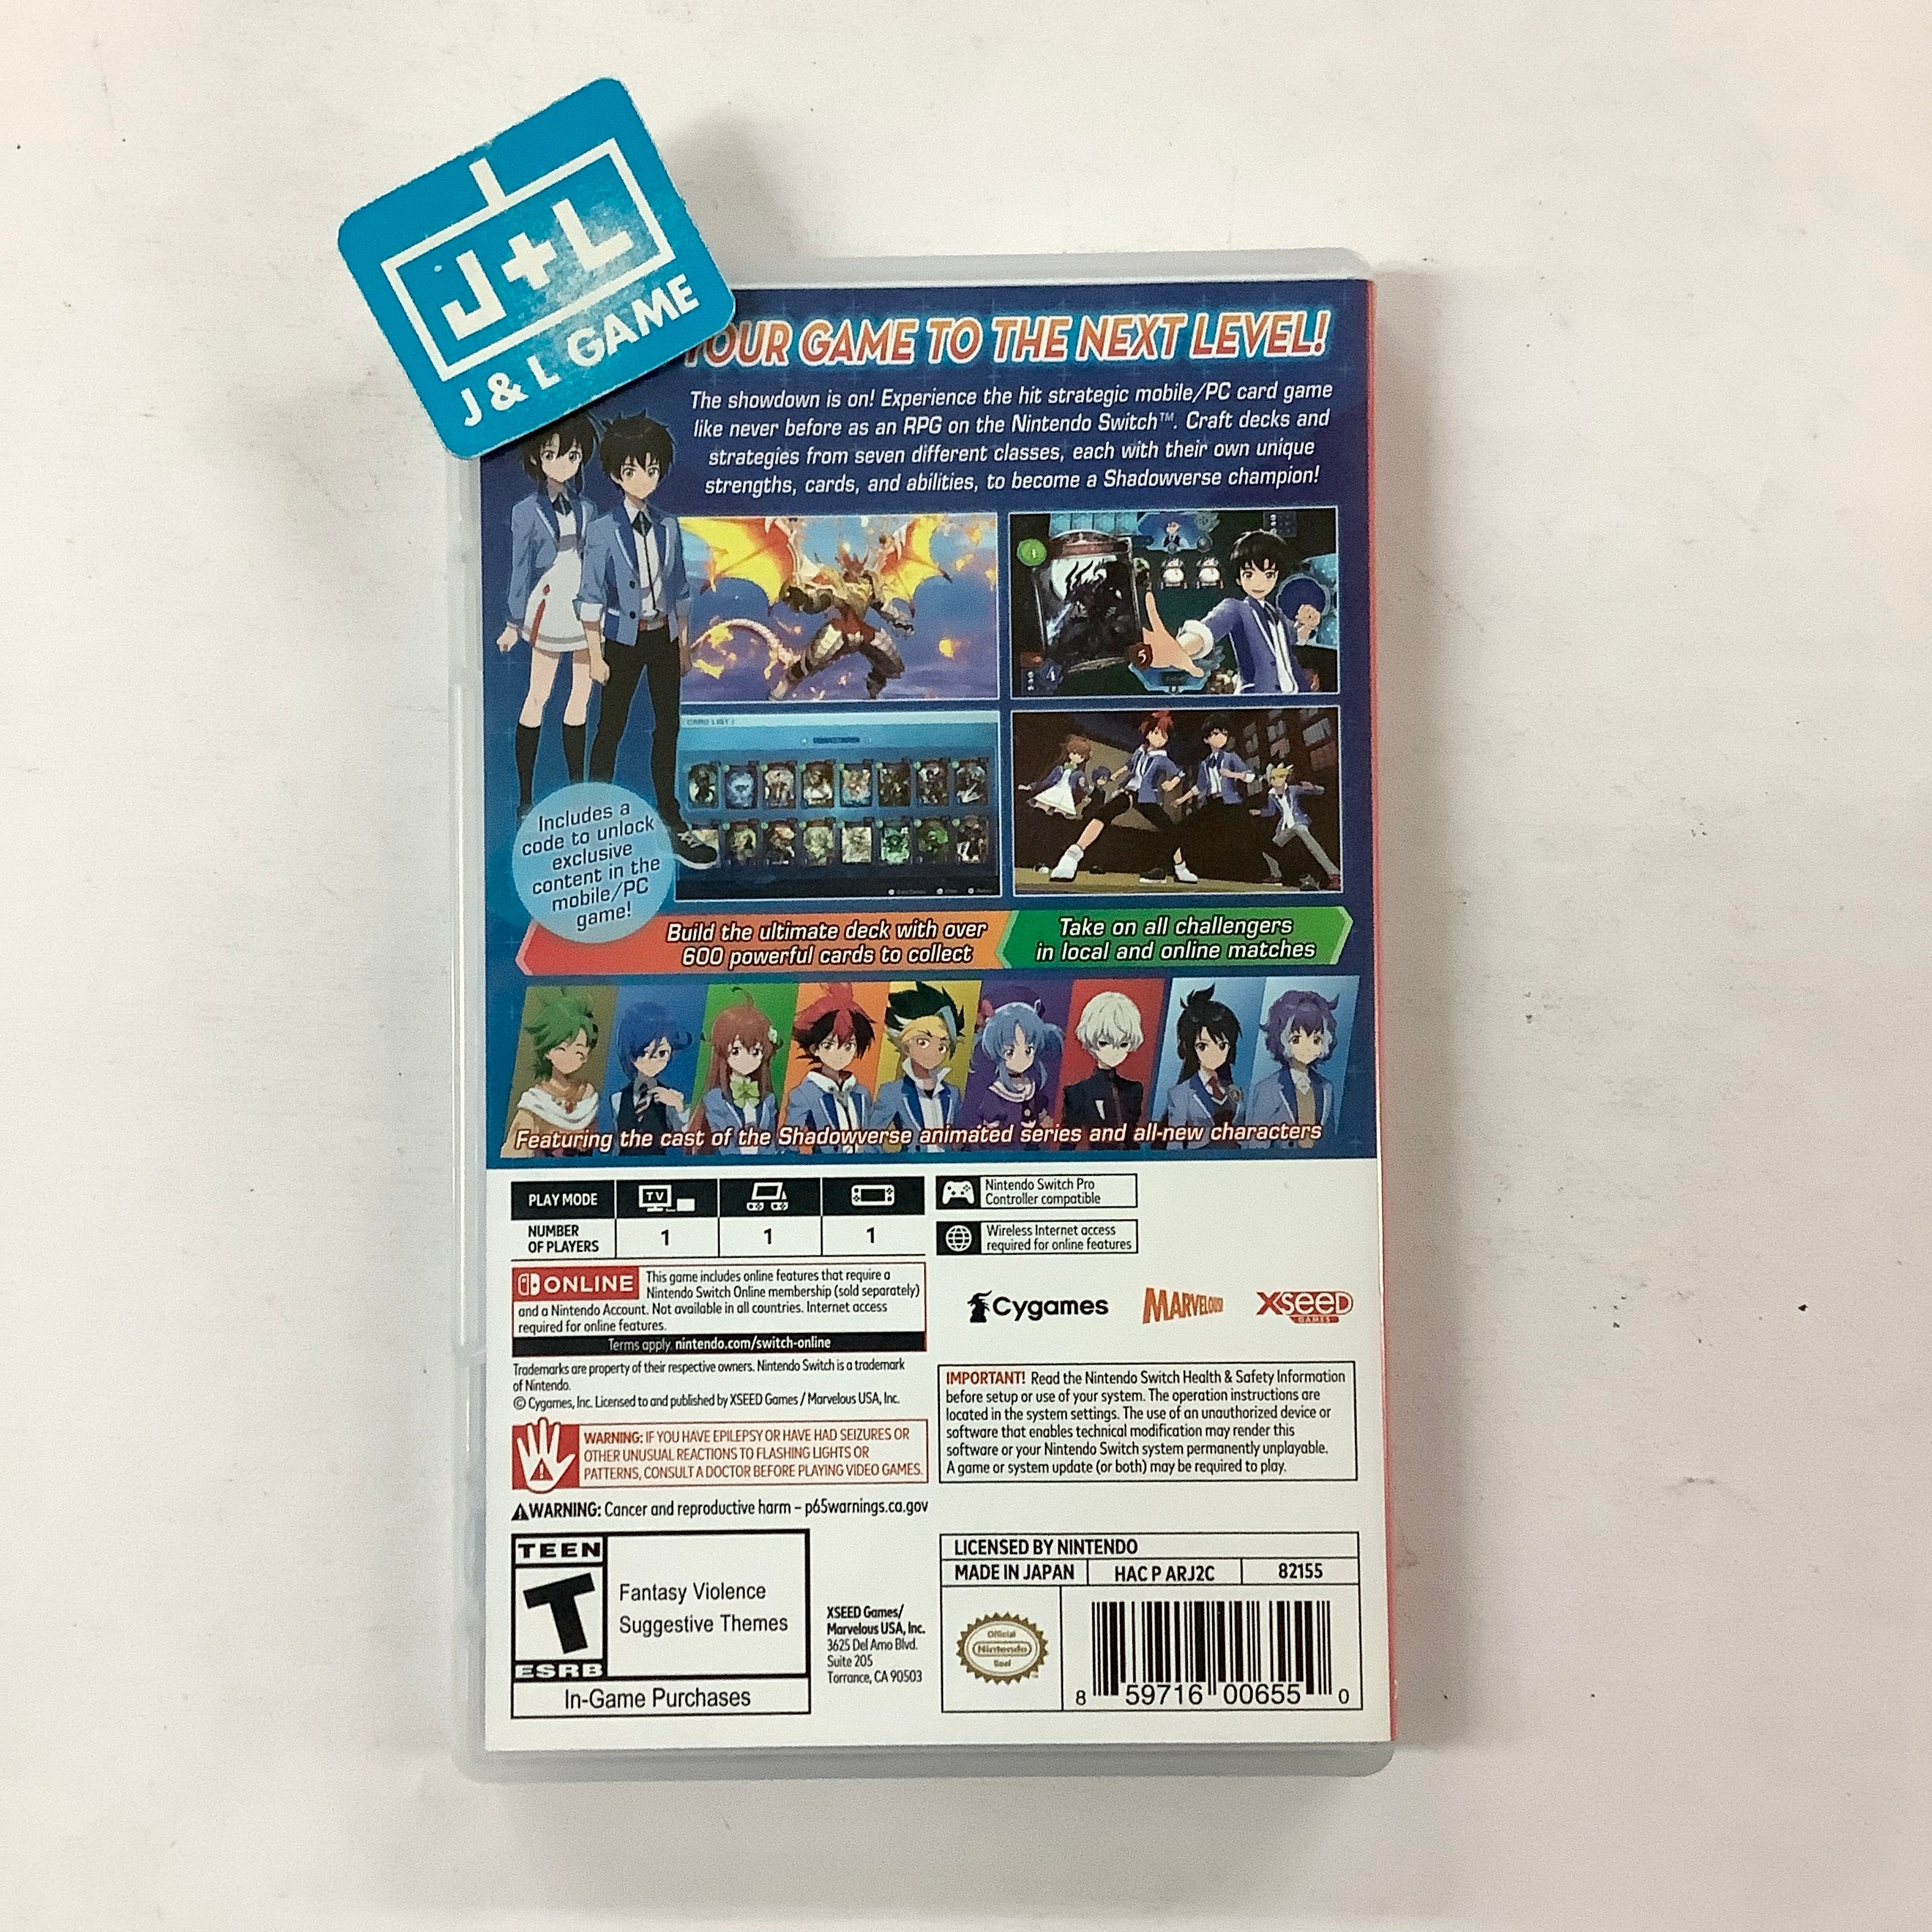 J+L
J & L GAME
YOUR GAME TO THE NEXT LEVEL!
The showdown is on! Experience the hit strategic mobile/PC card game
like never before as an RPG on the Nintendo Switch™. Craft decks and
strategies from seven different classes, each with their own unique
strengths, cards, and abilities, to become a Shadowverse champion!
CARD LIST
Includes a
code to unlock
exclusive
content in the
mobile/PC
game!
Build the ultimate deck with over
600 powerful cards to collect
Take on all challengers
in local and online matches
Featuring the cast of the Shadowverse animated series and all-new characters
PLAY MODE
TV
NUMBER
OF PLAYERS
1
1
1
Nintendo Switch Pro
Controller compatible
Wireless Internet access
required for online features
ONLINE
This game includes online features that require a
Nintendo Switch Online membership (sold separately)
and a Nintendo Account. Not available in all countries. Internet access
required for online features.
Terms apply. nintendo.com/switch-online
Cygames
MARVELOUS!
XSEED
GAMES
Trademarks are property of their respective owners. Nintendo Switch is a trademark
of Nintendo.
© Cygames, Inc. Licensed to and published by XSEED Games / Marvelous USA, Inc.
IMPORTANT! Read the Nintendo Switch Health & Safety Information
before setup or use of your system. The operation instructions are
located in the system settings. The use of an unauthorized device or
software that enables technical modification may render this
software or your Nintendo Switch system permanently unplayable.
A game or system update (or both) may be required to play.
WARNING: IF YOU HAVE EPILEPSY OR HAVE HAD SEIZURES OR
OTHER UNUSUAL REACTIONS TO FLASHING LIGHTS OR
PATTERNS, CONSULT A DOCTOR BEFORE PLAYING VIDEO GAMES.
WARNING: Cancer and reproductive harm – p65warnings.ca.gov
TEEN
T
ESRB
Fantasy Violence
Suggestive Themes
In-Game Purchases
XSEED Games/
Marvelous USA, Inc.
3625 Del Amo Blvd.
Suite 205
Torrance, CA 90503
LICENSED BY NINTENDO
MADE IN JAPAN
HAC P ARJ2C
82155
Official
Nintendo
Seal
8 59716 00655 0